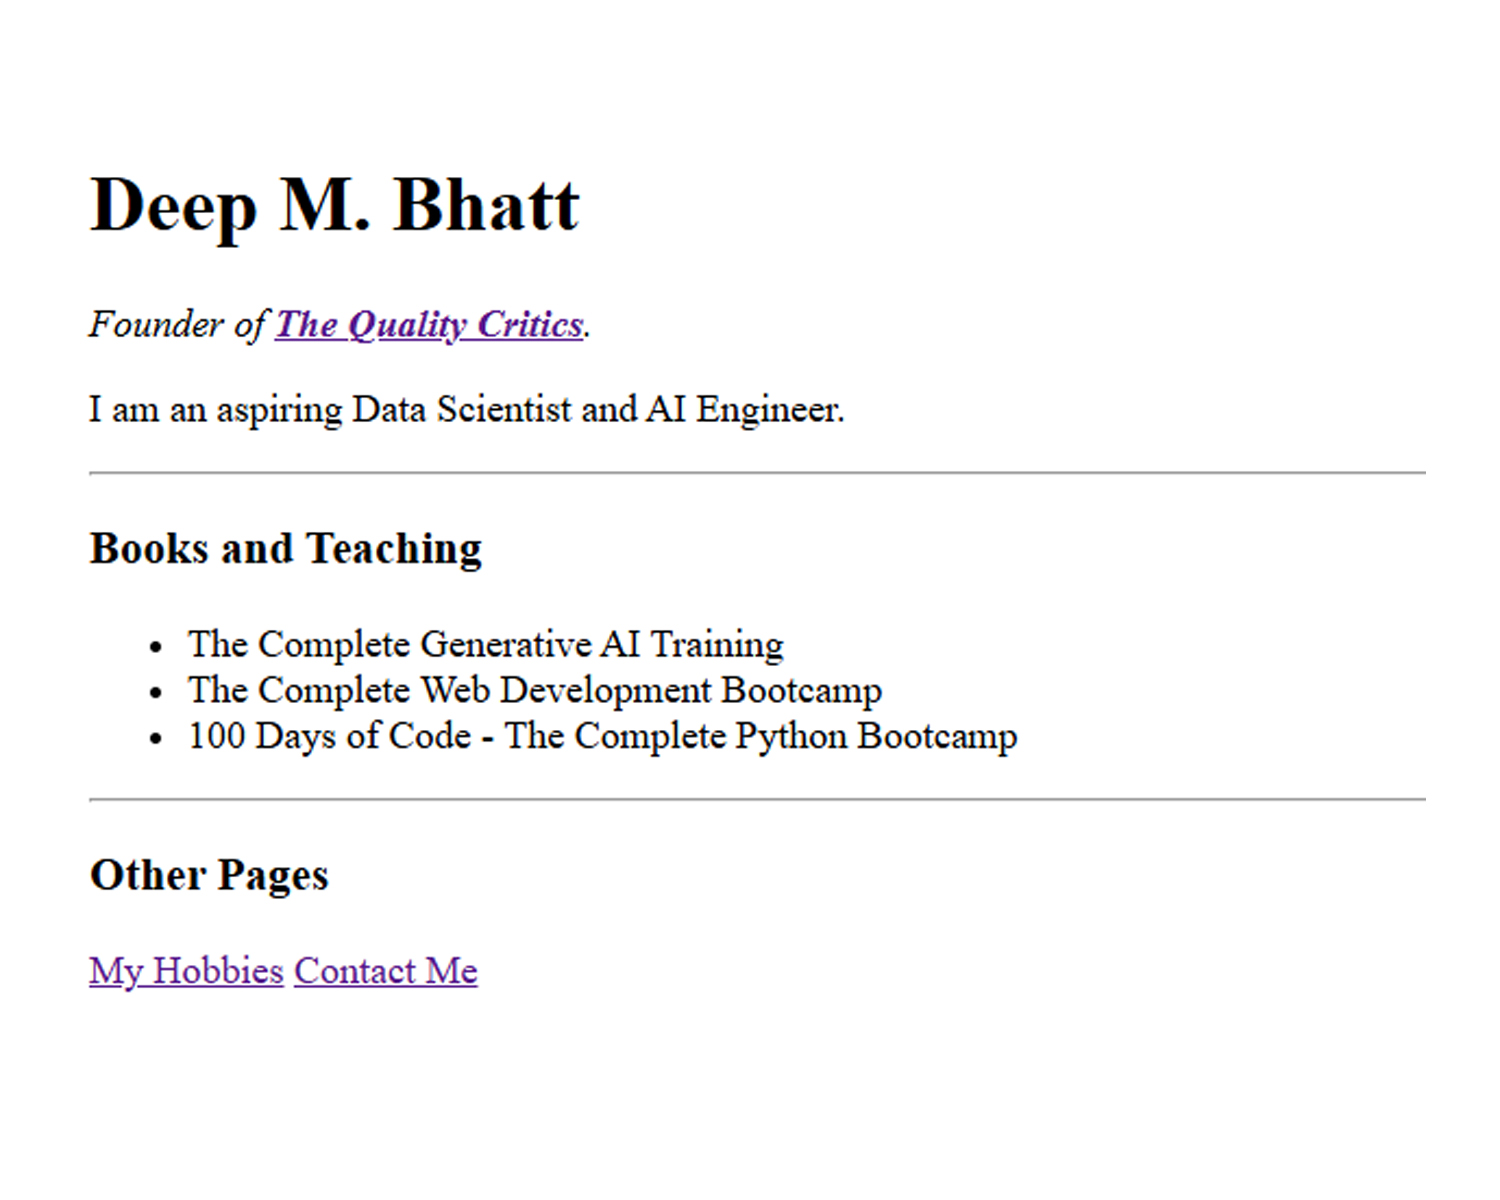 Deep M. Bhatt
Founder of The Quality Critics.
I am an aspiring Data Scientist and AI Engineer.
Books and Teaching
• The Complete Generative AI Training
• The Complete Web Development Bootcamp
• 100 Days of Code - The Complete Python Bootcamp
Other Pages
My Hobbies Contact Me